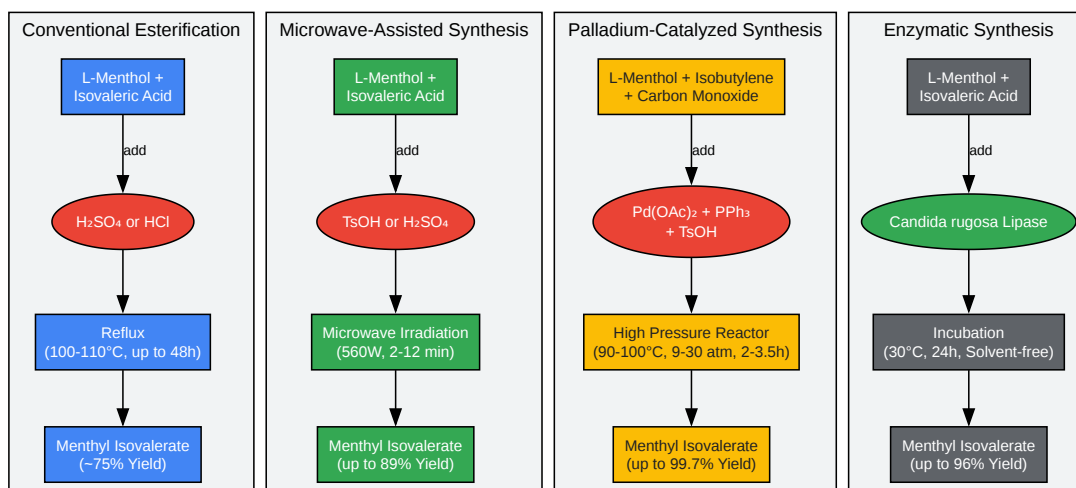 Conventional Esterification
L-Menthol +
Isovaleric Acid
add
H₂SO₄ or HCl
Reflux
(100-110°C, up to 48h)
Menthyl Isovalerate
(~75% Yield)
Microwave-Assisted Synthesis
L-Menthol +
Isovaleric Acid
add
TsOH or H₂SO₄
Microwave Irradiation
(560W, 2-12 min)
Menthyl Isovalerate
(up to 89% Yield)
Palladium-Catalyzed Synthesis
L-Menthol + Isobutylene
+ Carbon Monoxide
add
Pd(OAc)₂ + PPh₃
+ TsOH
High Pressure Reactor
(90-100°C, 9-30 atm, 2-3.5h)
Menthyl Isovalerate
(up to 99.7% Yield)
Enzymatic Synthesis
L-Menthol +
Isovaleric Acid
add
Candida rugosa Lipase
Incubation
(30°C, 24h, Solvent-free)
Menthyl Isovalerate
(up to 96% Yield)